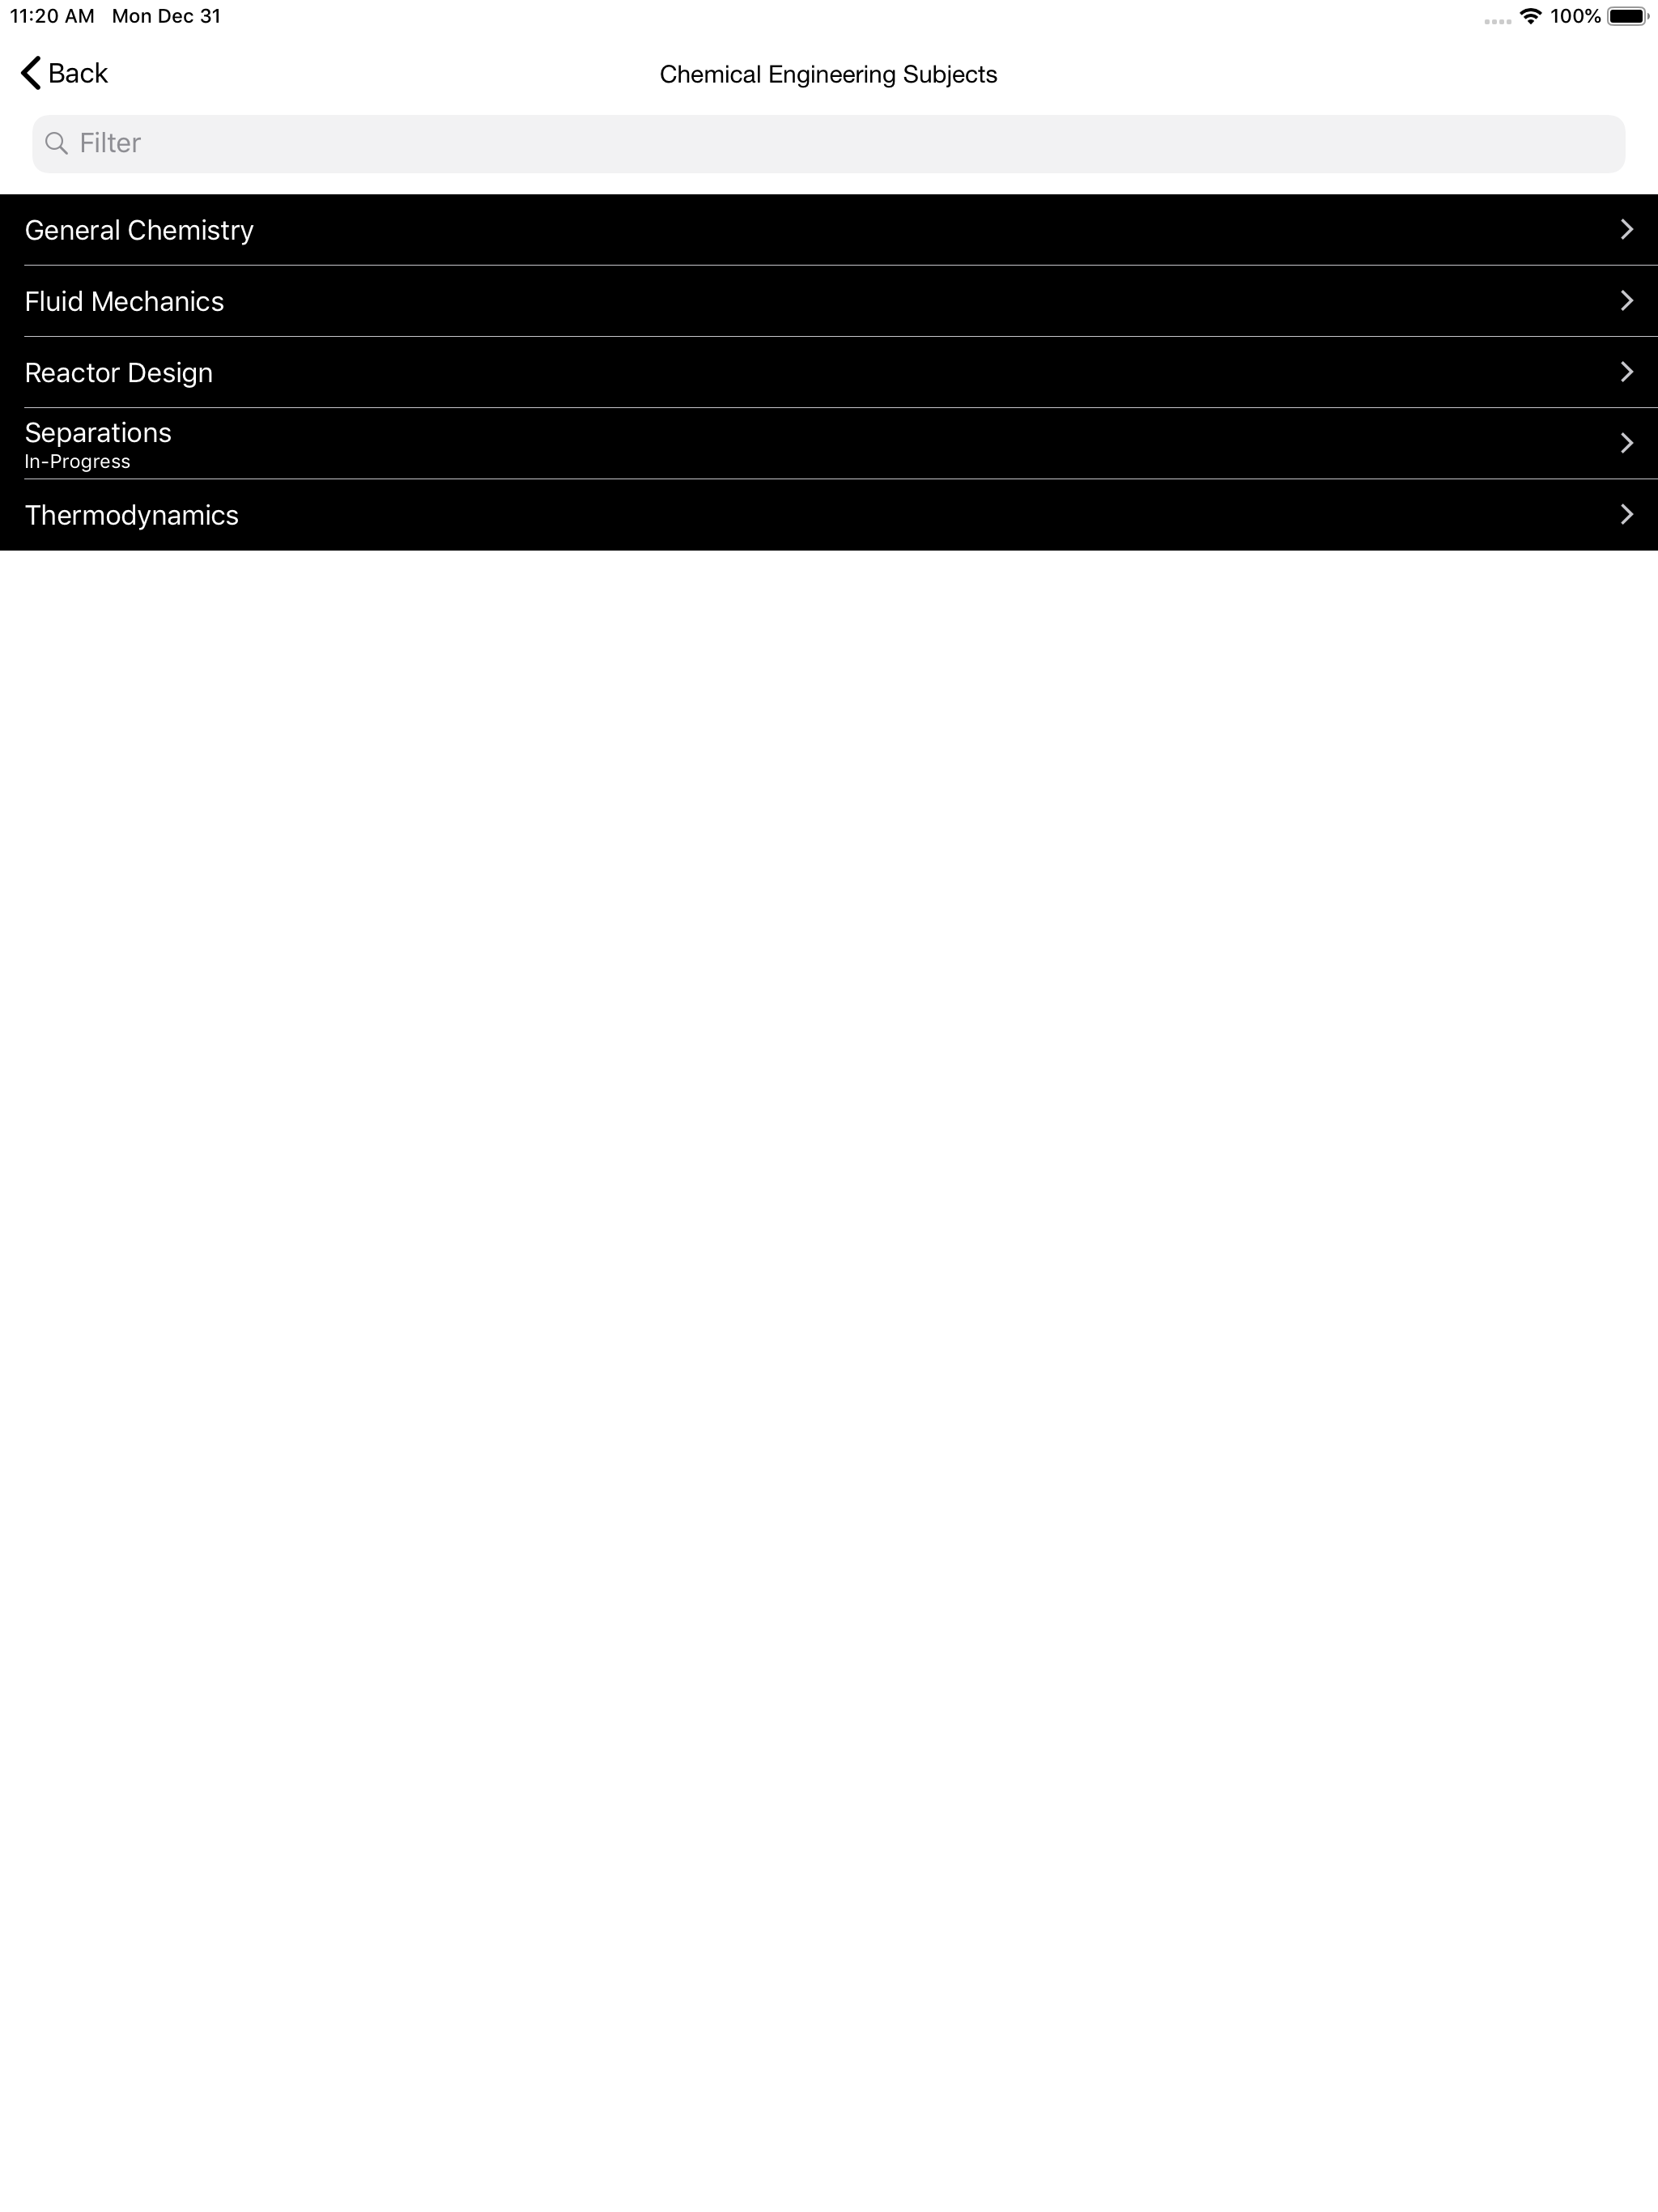 11:20 AM Mon Dec 31 100%
Back Chemical Engineering Subjects
Filter
General Chemistry
Fluid Mechanics
Reactor Design
Separations
In-Progress
Thermodynamics